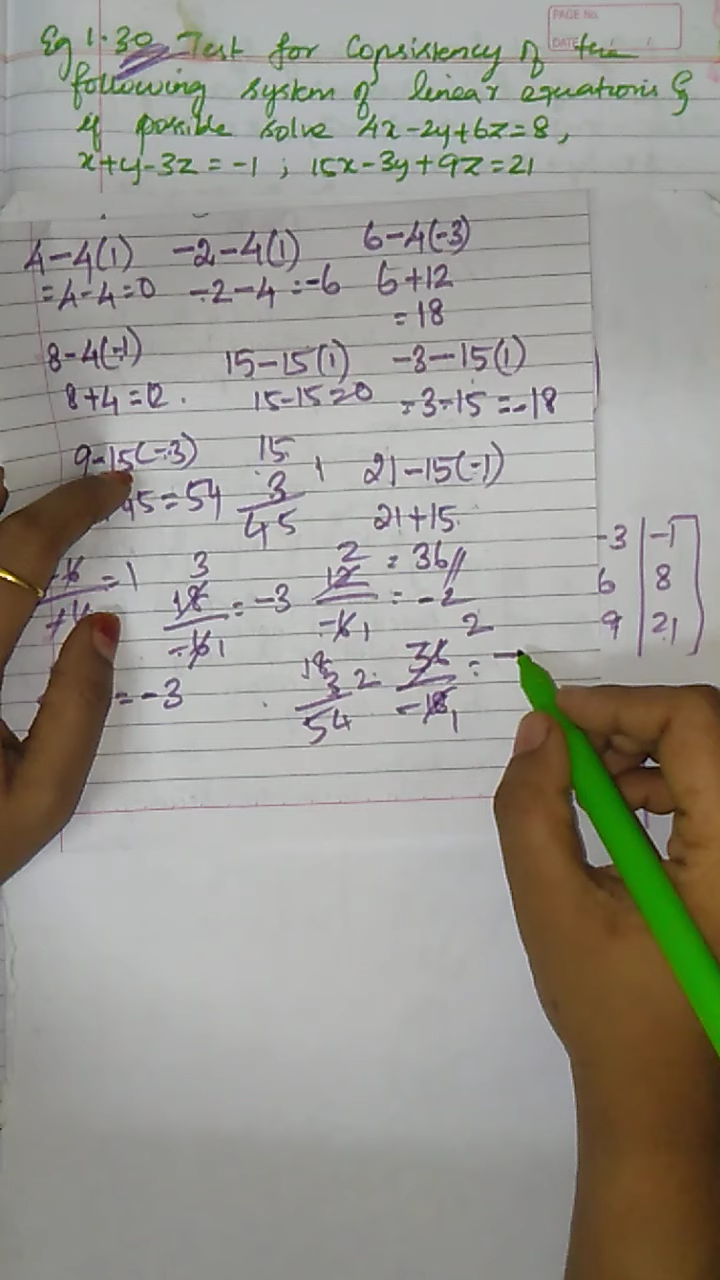 PAGE No.
DATE / /
Eg 1.30 Test for Consistency of the
following system of linear equations &
if possible solve 4x-2y+6z=8,
x+y-3z=-1; 15x-3y+9z=21
4-4(1) -2-4(1) 6-4(-3)
=4-4=0 -2-4=-6 6+12
=18
8-4(-1) 15-15(1) -3-15(1)
8+4=12. 15-15=0 -3-15=-18
9-15(-3) 15 21-15(-1)
45=54 3 21+15
45 =36//
-6 =1 3 2
18 =-3 12 =-2
-6 1 -6 1
=-3 18 3 2 36 = -
54 -18 1
-3 | -1
6 | 8
9 | 21